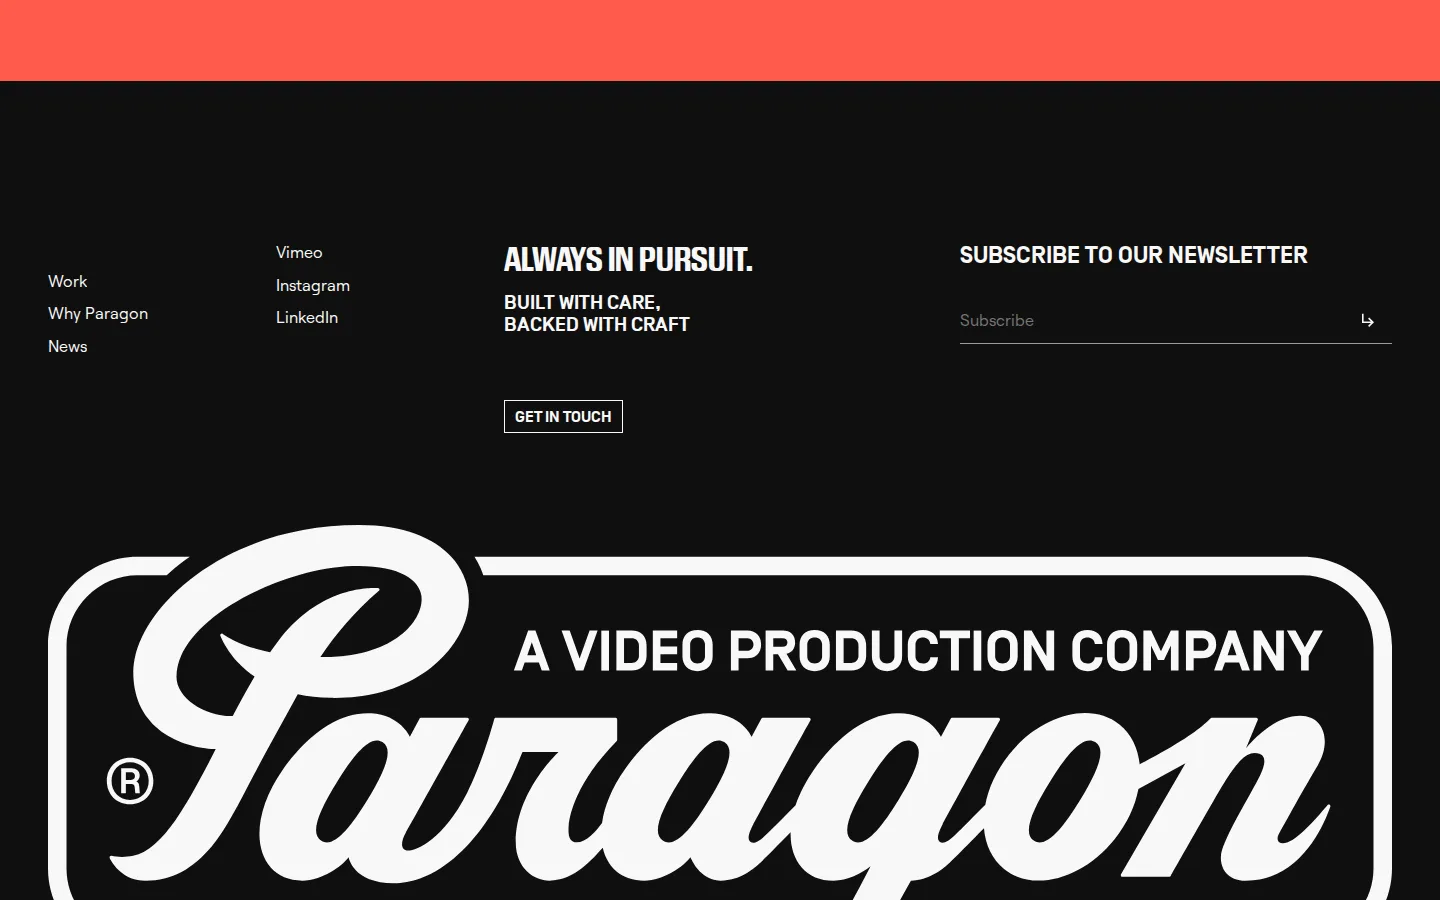 Work
Why Paragon
News
Vimeo
Instagram
LinkedIn
ALWAYS IN PURSUIT.
BUILT WITH CARE,
BACKED WITH CRAFT
GET IN TOUCH
SUBSCRIBE TO OUR NEWSLETTER
Subscribe
A VIDEO PRODUCTION COMPANY
Paragon
®